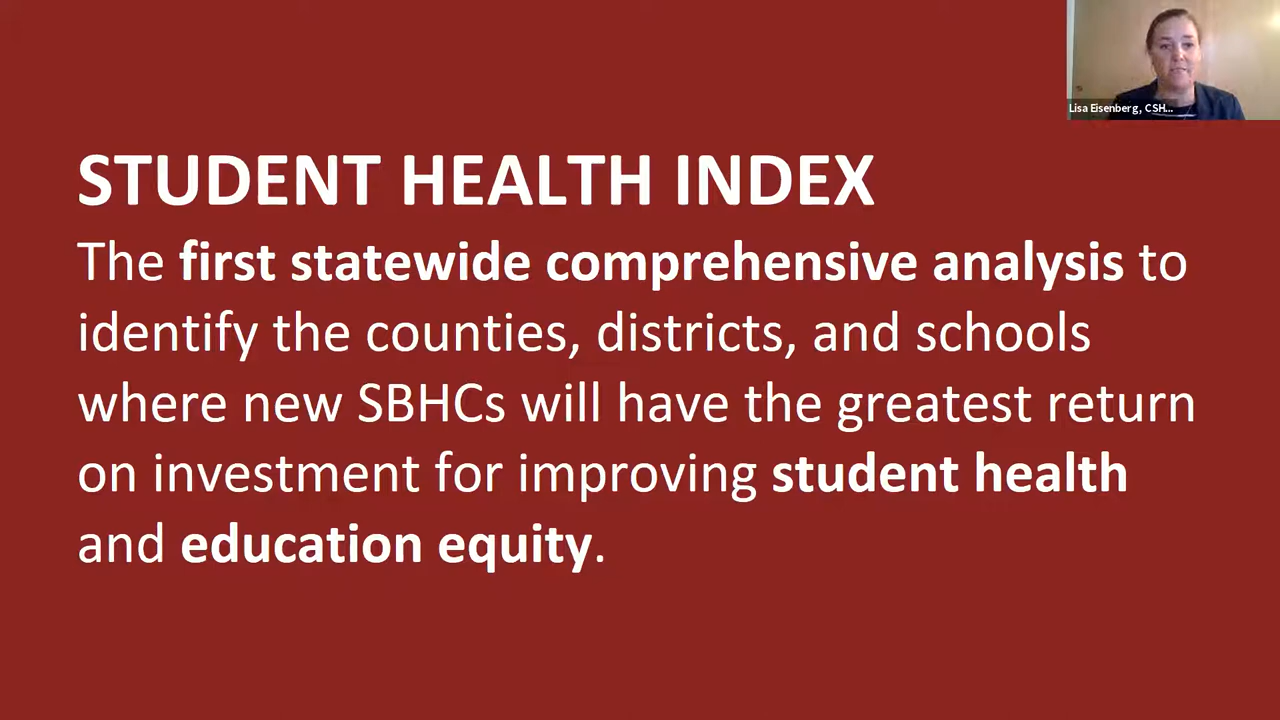 Lisa Eisenberg, CSH...
STUDENT HEALTH INDEX
The first statewide comprehensive analysis to
identify the counties, districts, and schools
where new SBHCs will have the greatest return
on investment for improving student health
and education equity.